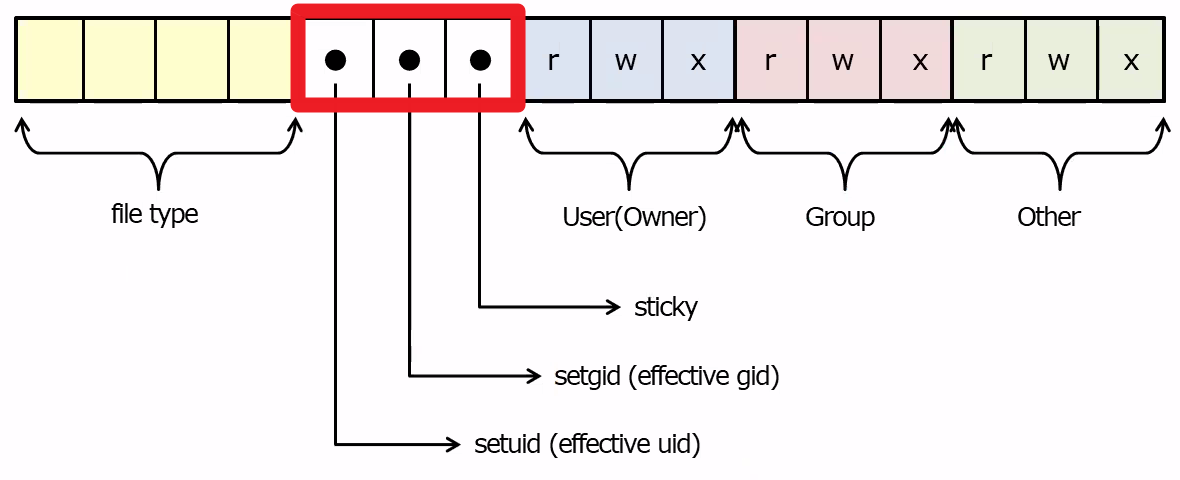 r w x r w x r w x
file type
User(Owner)
Group
Other
sticky
setgid (effective gid)
setuid (effective uid)